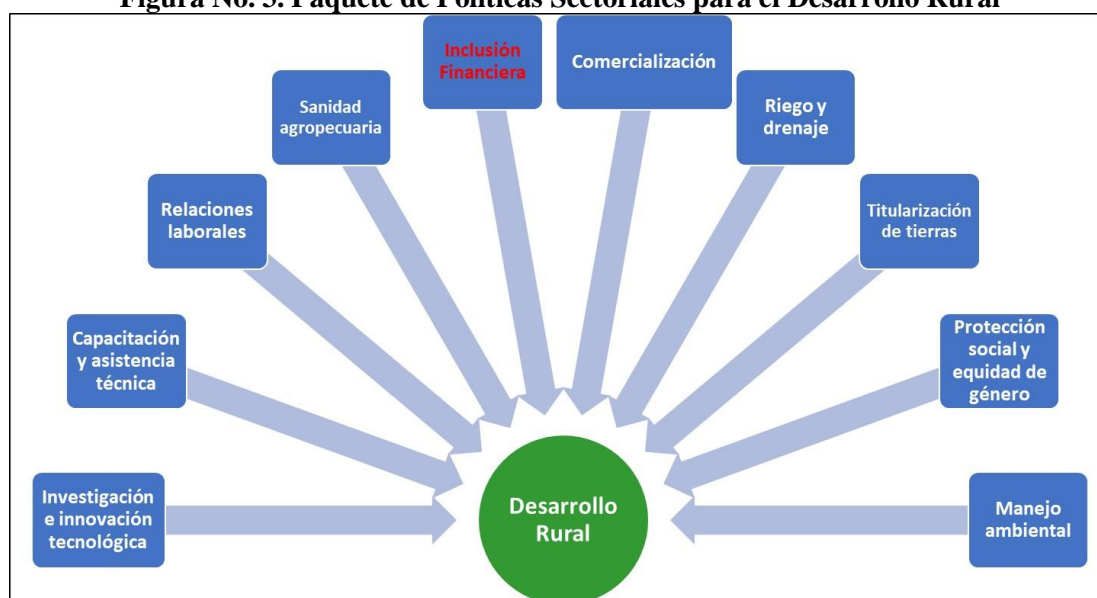 Figura No. 3. Paquete de Políticas Sectoriales para el Desarrollo Rural
Inclusión
Financiera
Comercialización
Sanidad
agropecuaria
Riego y
drenaje
Relaciones
laborales
Titularización
de tierras
Capacitación
y asistencia
técnica
Protección
social y
equidad de
género
Investigación
e innovación
tecnológica
Desarrollo
Rural
Manejo
ambiental